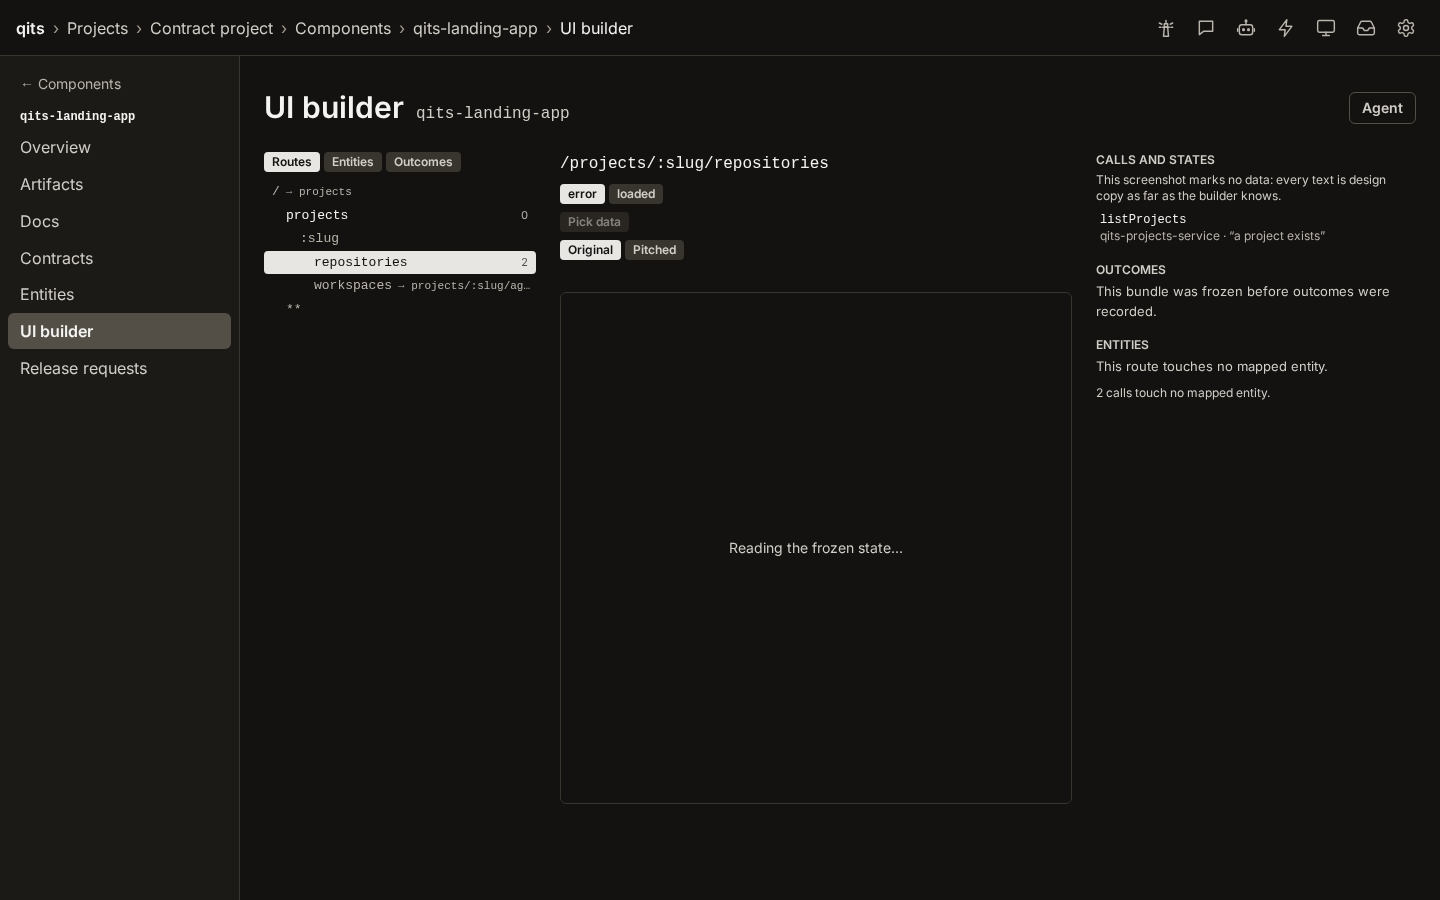 qits › Projects › Contract project › Components › qits-landing-app › UI builder
← Components
qits-landing-app
Overview
Artifacts
Docs
Contracts
Entities
UI builder
Release requests
UI builder qits-landing-app
Agent
Routes Entities Outcomes
/ → projects
projects 0
:slug
repositories 2
workspaces → projects/:slug/ag…
**
/projects/:slug/repositories
error loaded
Pick data
Original Pitched
Reading the frozen state…
CALLS AND STATES
This screenshot marks no data: every text is design
copy as far as the builder knows.
listProjects
qits-projects-service · “a project exists”
OUTCOMES
This bundle was frozen before outcomes were
recorded.
ENTITIES
This route touches no mapped entity.
2 calls touch no mapped entity.